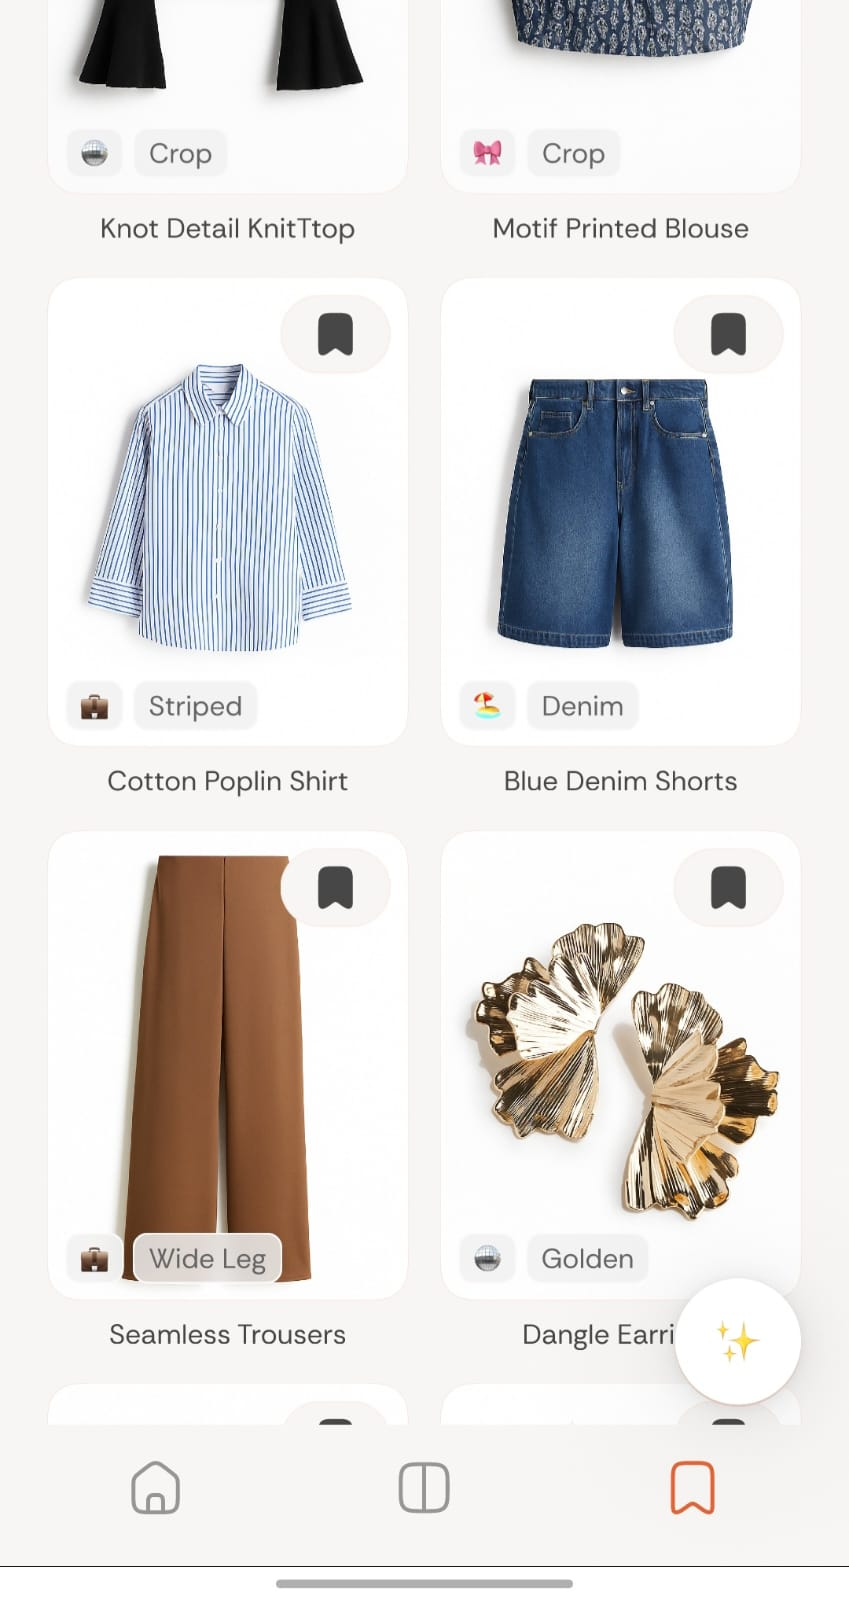 Crop
Crop
Knot Detail KnitTtop
Motif Printed Blouse
Striped
Denim
Cotton Poplin Shirt
Blue Denim Shorts
Wide Leg
Golden
Seamless Trousers
Dangle Earri